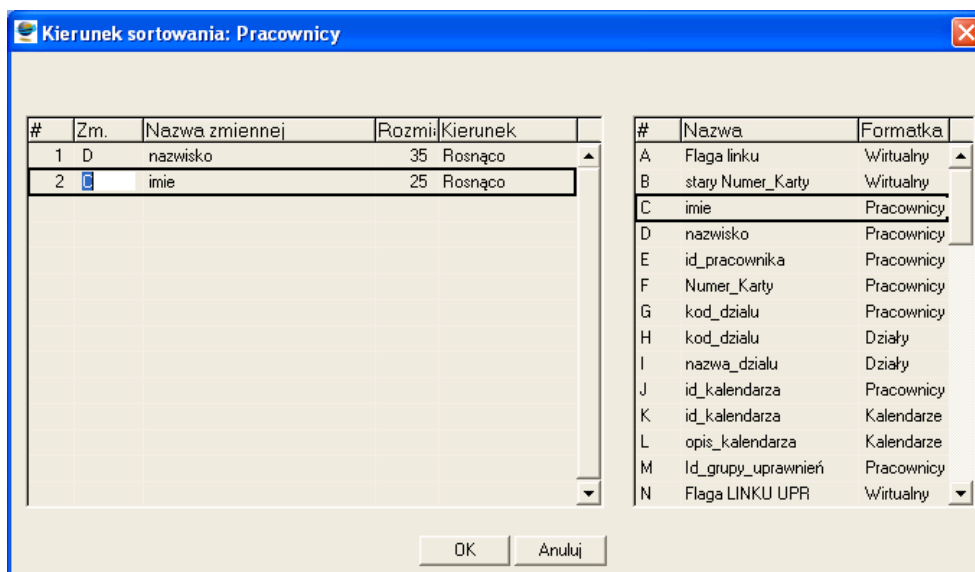 Kierunek sortowania: Pracownicy
# Zm. Nazwa zmiennej Rozmi Kierunek
1 D nazwisko 35 Rosnąco
2 C imie 25 Rosnąco
# Nazwa Formatka
A Flaga linku Wirtualny
B stary Numer_Karty Wirtualny
C imie Pracownicy
D nazwisko Pracownicy
E id_pracownika Pracownicy
F Numer_Karty Pracownicy
G kod_dzialu Pracownicy
H kod_dzialu Działy
I nazwa_dzialu Działy
J id_kalendarza Pracownicy
K id_kalendarza Kalendarze
L opis_kalendarza Kalendarze
M Id_grupy_uprawnień Pracownicy
N Flaga LINKU UPR Wirtualny
OK Anuluj